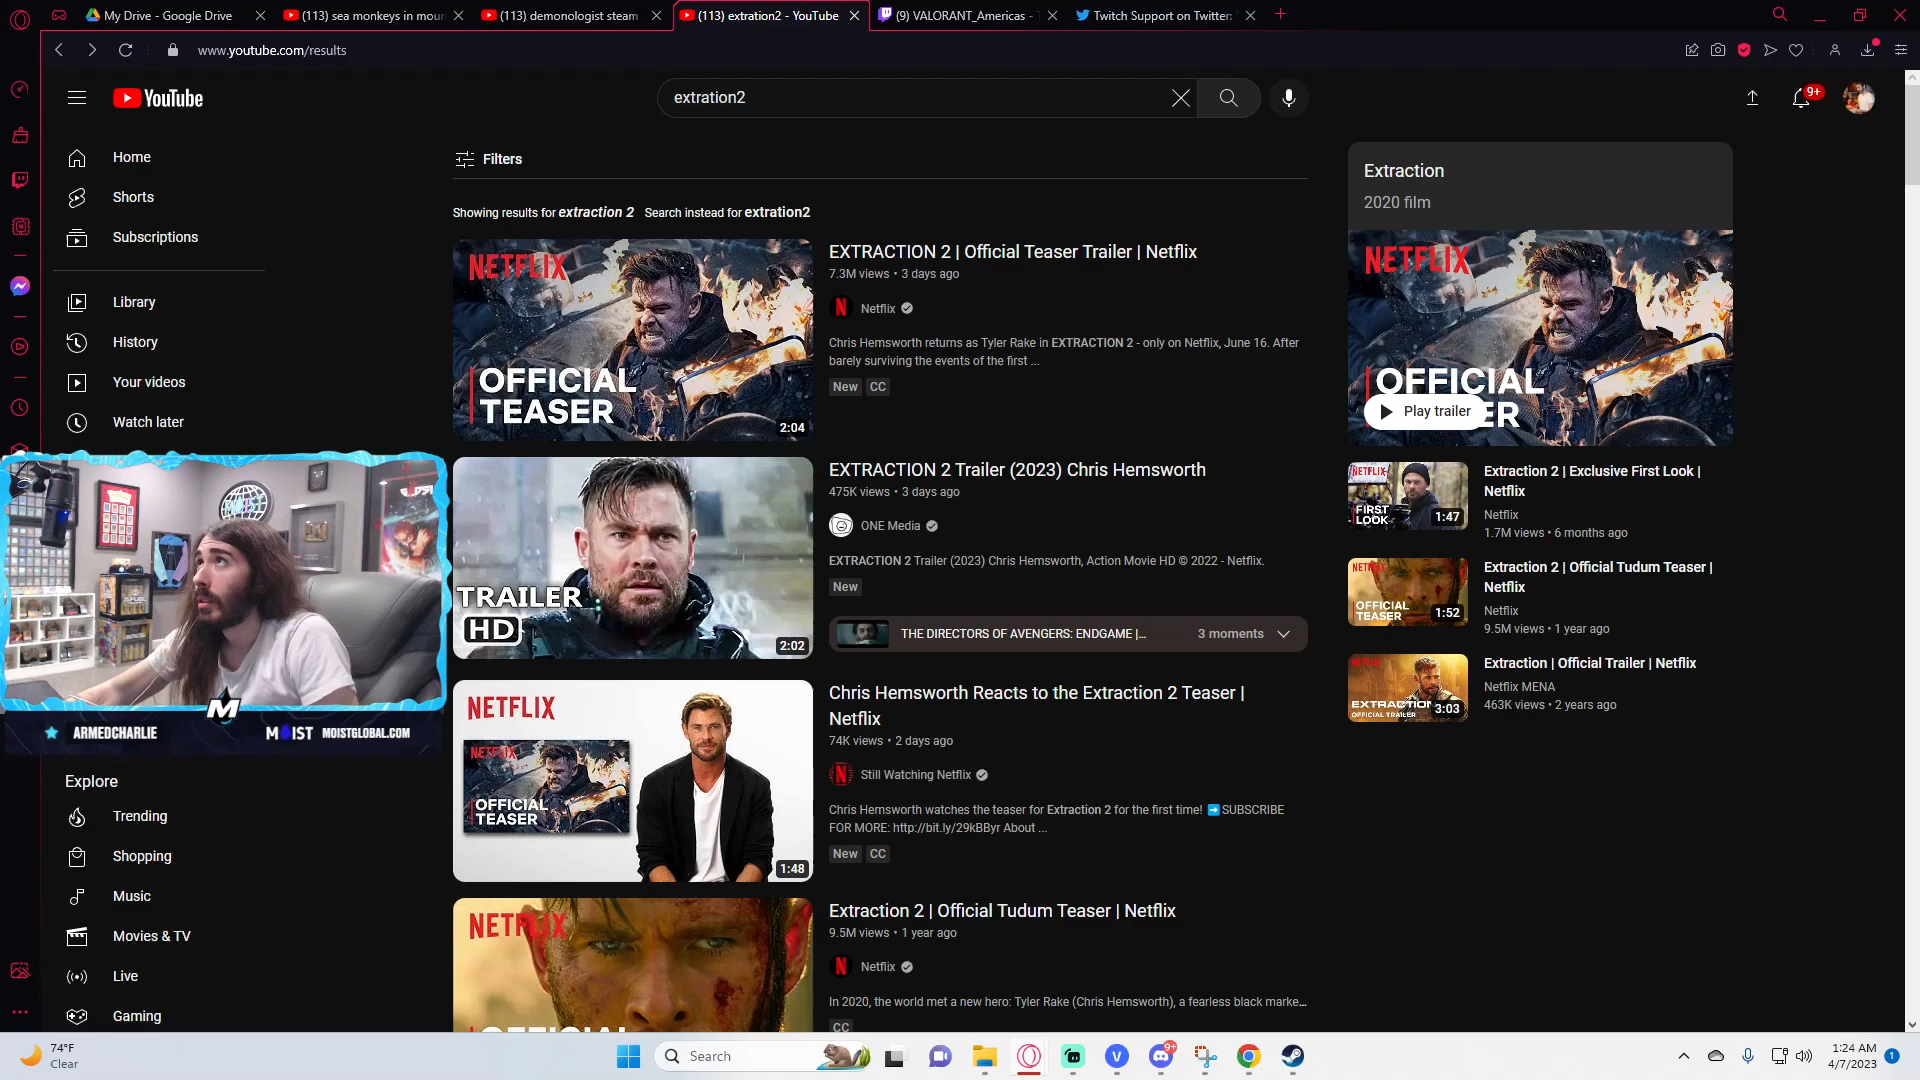 My Drive - Google Drive
(113) sea monkeys in mour
(113) demonologist steam
(113) extration2 - YouTube
(9) VALORANT_Americas -
Twitch Support on Twitter:
www.youtube.com/results
YouTube
extration2
9+
Home
Shorts
Subscriptions
Library
History
Your videos
Watch later
Filters
Showing results for extraction 2 Search instead for extration2
NETFLIX
OFFICIAL
TEASER
2:04
EXTRACTION 2 | Official Teaser Trailer | Netflix
7.3M views • 3 days ago
Netflix
Chris Hemsworth returns as Tyler Rake in EXTRACTION 2 - only on Netflix, June 16. After
barely surviving the events of the first ...
New CC
TRAILER
HD
2:02
EXTRACTION 2 Trailer (2023) Chris Hemsworth
475K views • 3 days ago
ONE Media
EXTRACTION 2 Trailer (2023) Chris Hemsworth, Action Movie HD © 2022 - Netflix.
New
THE DIRECTORS OF AVENGERS: ENDGAME |...
3 moments
NETFLIX
NETFLIX
OFFICIAL
TEASER
1:48
Chris Hemsworth Reacts to the Extraction 2 Teaser |
Netflix
74K views • 2 days ago
Still Watching Netflix
Chris Hemsworth watches the teaser for Extraction 2 for the first time! ➡️SUBSCRIBE
FOR MORE: http://bit.ly/29kBByr About ...
New CC
NETFLIX
OFFICIAL
Extraction 2 | Official Tudum Teaser | Netflix
9.5M views • 1 year ago
Netflix
In 2020, the world met a new hero: Tyler Rake (Chris Hemsworth), a fearless black marke...
CC
Extraction
2020 film
NETFLIX
OFFICIAL
ER
Play trailer
NETFLIX
FIRST
LOOK
1:47
Extraction 2 | Exclusive First Look |
Netflix
Netflix
1.7M views • 6 months ago
OFFICIAL
TEASER
1:52
Extraction 2 | Official Tudum Teaser |
Netflix
Netflix
9.5M views • 1 year ago
EXTRACTION
OFFICIAL TRAILER
3:03
Extraction | Official Trailer | Netflix
Netflix MENA
463K views • 2 years ago
MOIST
M
ARMEDCHARLIE
MOIST MOISTGLOBAL.COM
Explore
Trending
Shopping
Music
Movies & TV
Live
Gaming
74°F
Clear
Search
9+
1:24 AM
4/7/2023
1